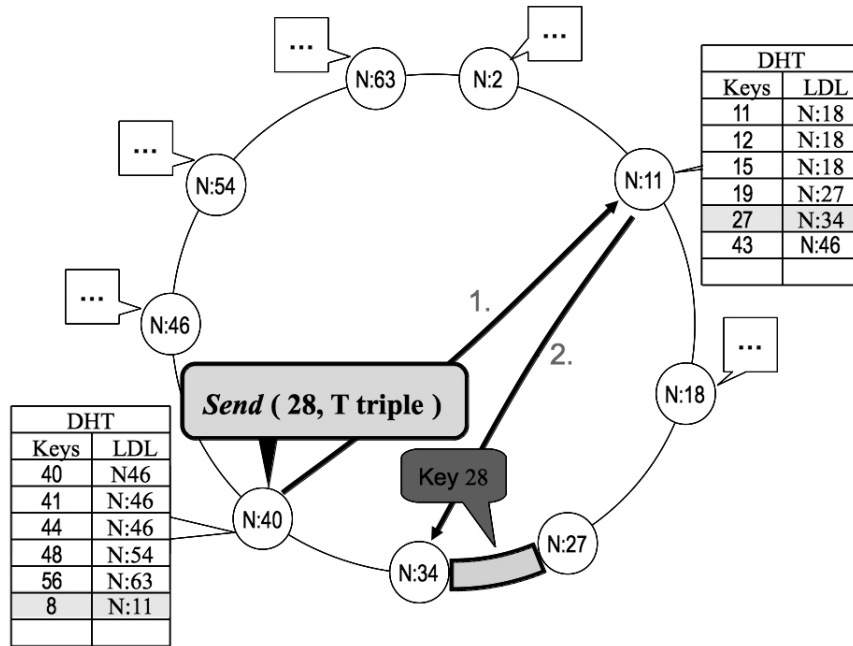 ...
...
N:63
N:2
DHT
Keys LDL
11 N:18
12 N:18
15 N:18
19 N:27
27 N:34
43 N:46
...
N:54
N:11
...
N:46
1.
2.
...
N:18
Send ( 28, T triple )
DHT
Keys LDL
40 N46
41 N:46
44 N:46
48 N:54
56 N:63
8 N:11
Key 28
N:40
N:34
N:27